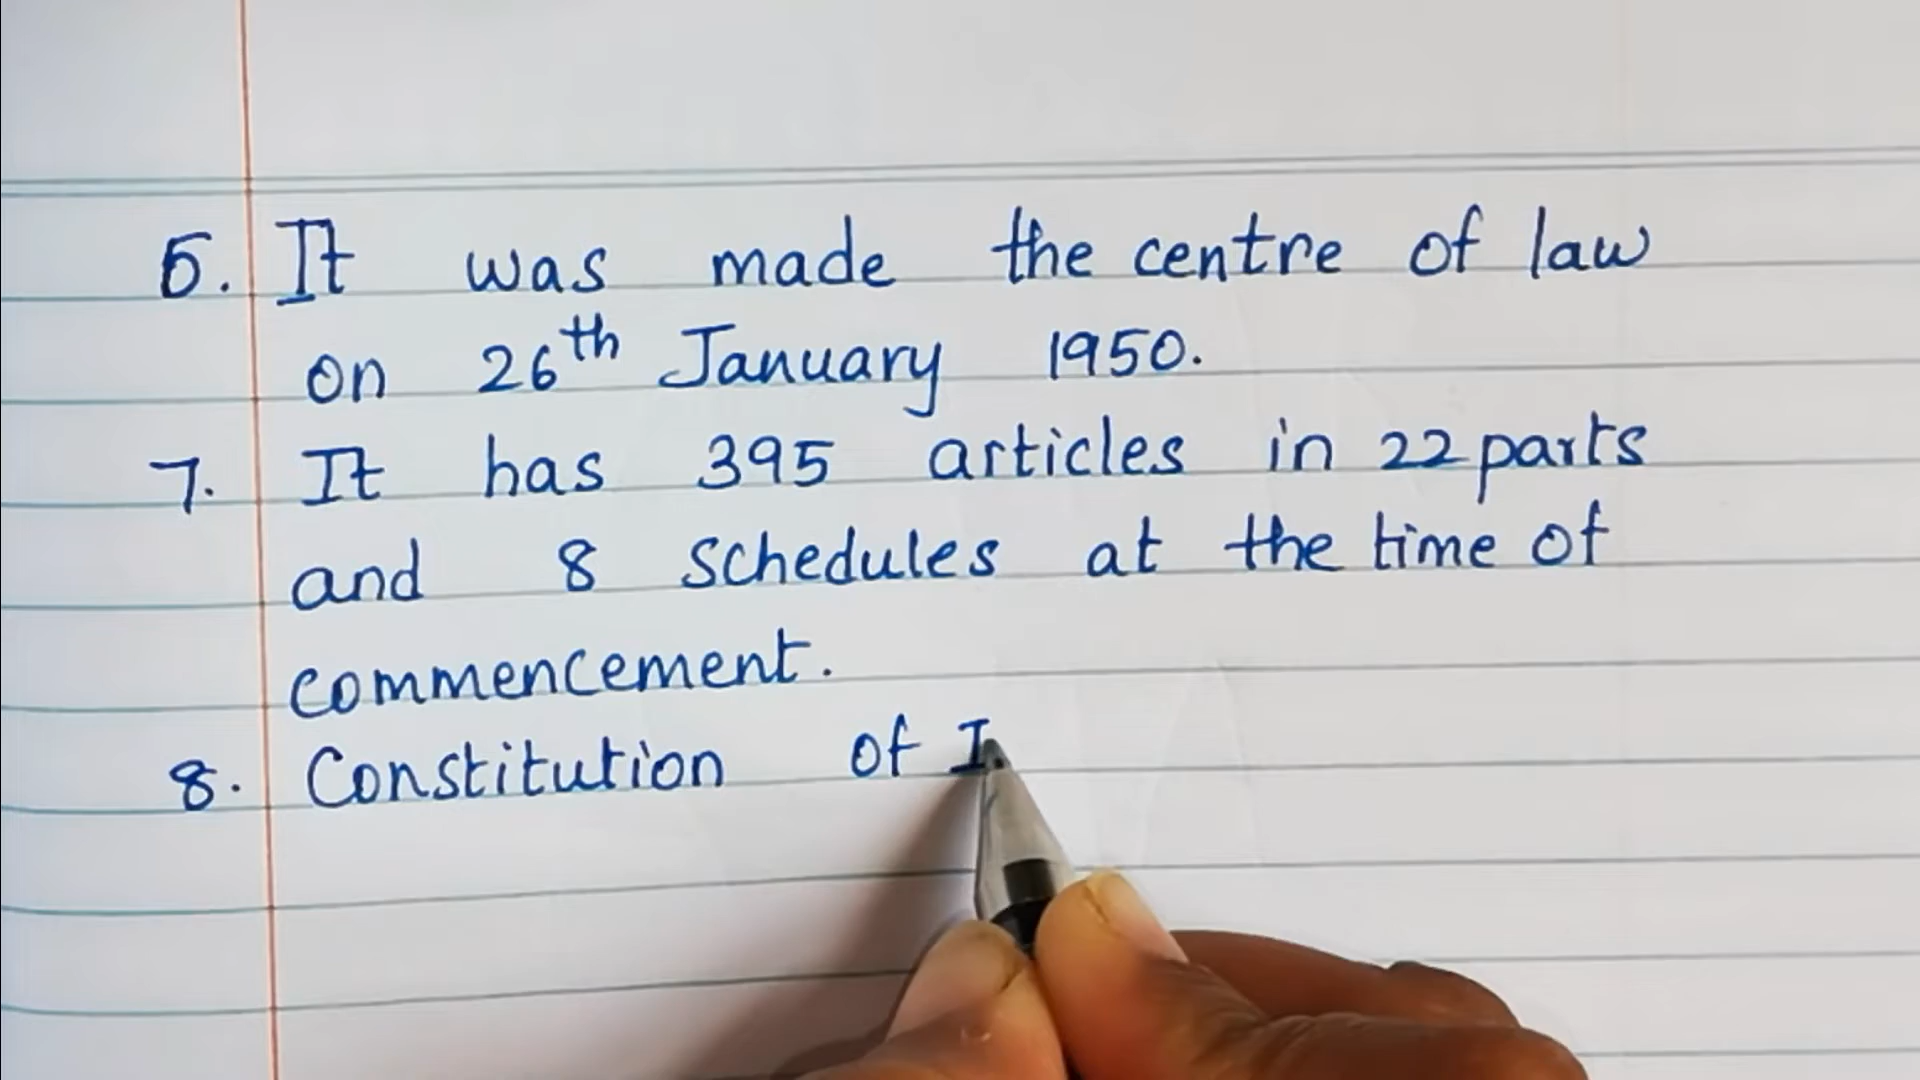 6. It was made the centre of law
on 26th January 1950.
7. It has 395 articles in 22 parts
and 8 schedules at the time of
commencement.
8. Constitution of I